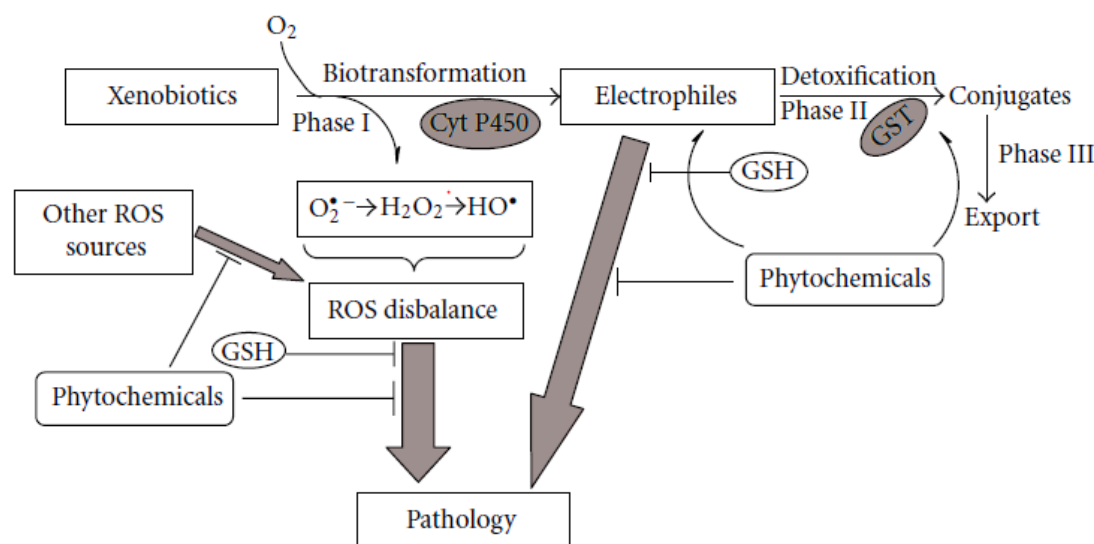 O2
Xenobiotics
Biotransformation
Phase I
Cyt P450
Electrophiles
Detoxification
Phase II
GST
Conjugates
Phase III
Export
GSH
Phytochemicals
O2•−→H2O2→HO•
Other ROS
sources
ROS disbalance
GSH
Phytochemicals
Pathology